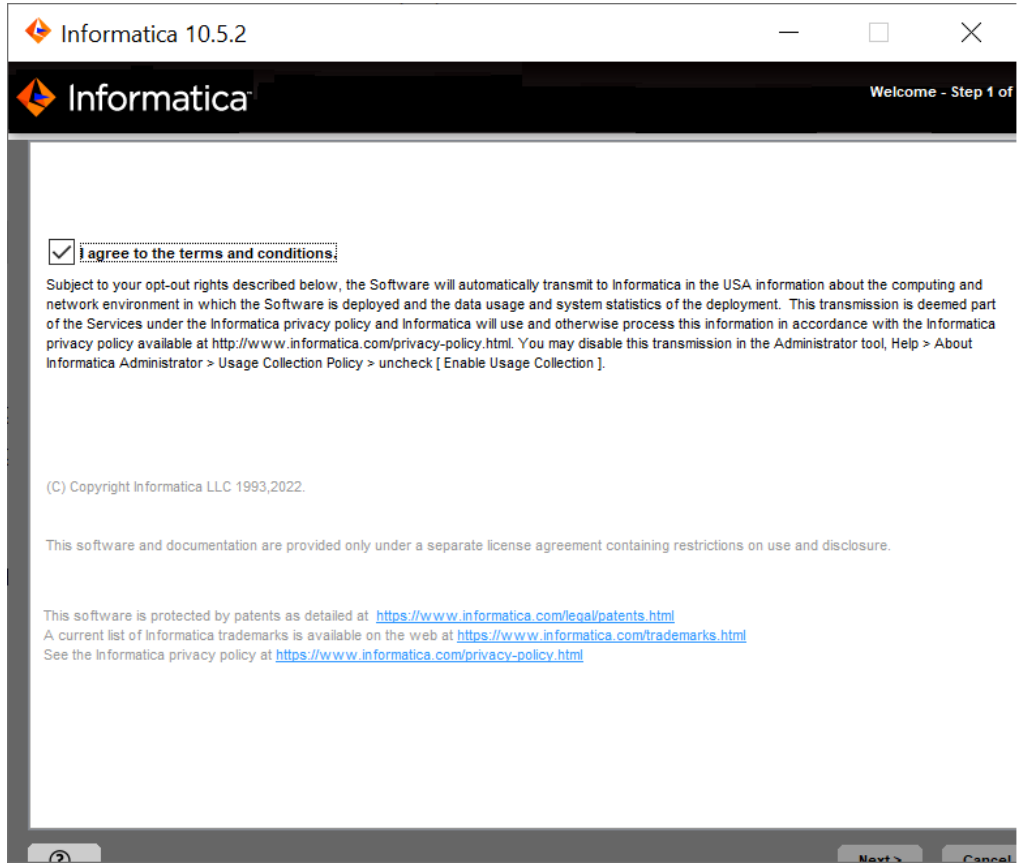 Informatica 10.5.2
Informatica™
Welcome - Step 1 of
I agree to the terms and conditions.
Subject to your opt-out rights described below, the Software will automatically transmit to Informatica in the USA information about the computing and
network environment in which the Software is deployed and the data usage and system statistics of the deployment.  This transmission is deemed part
of the Services under the Informatica privacy policy and Informatica will use and otherwise process this information in accordance with the Informatica
privacy policy available at http://www.informatica.com/privacy-policy.html. You may disable this transmission in the Administrator tool, Help > About
Informatica Administrator > Usage Collection Policy > uncheck [ Enable Usage Collection ].
(C) Copyright Informatica LLC 1993,2022.
This software and documentation are provided only under a separate license agreement containing restrictions on use and disclosure.
This software is protected by patents as detailed at  https://www.informatica.com/legal/patents.html
A current list of Informatica trademarks is available on the web at https://www.informatica.com/trademarks.html
See the Informatica privacy policy at https://www.informatica.com/privacy-policy.html
?
Next >
Cancel